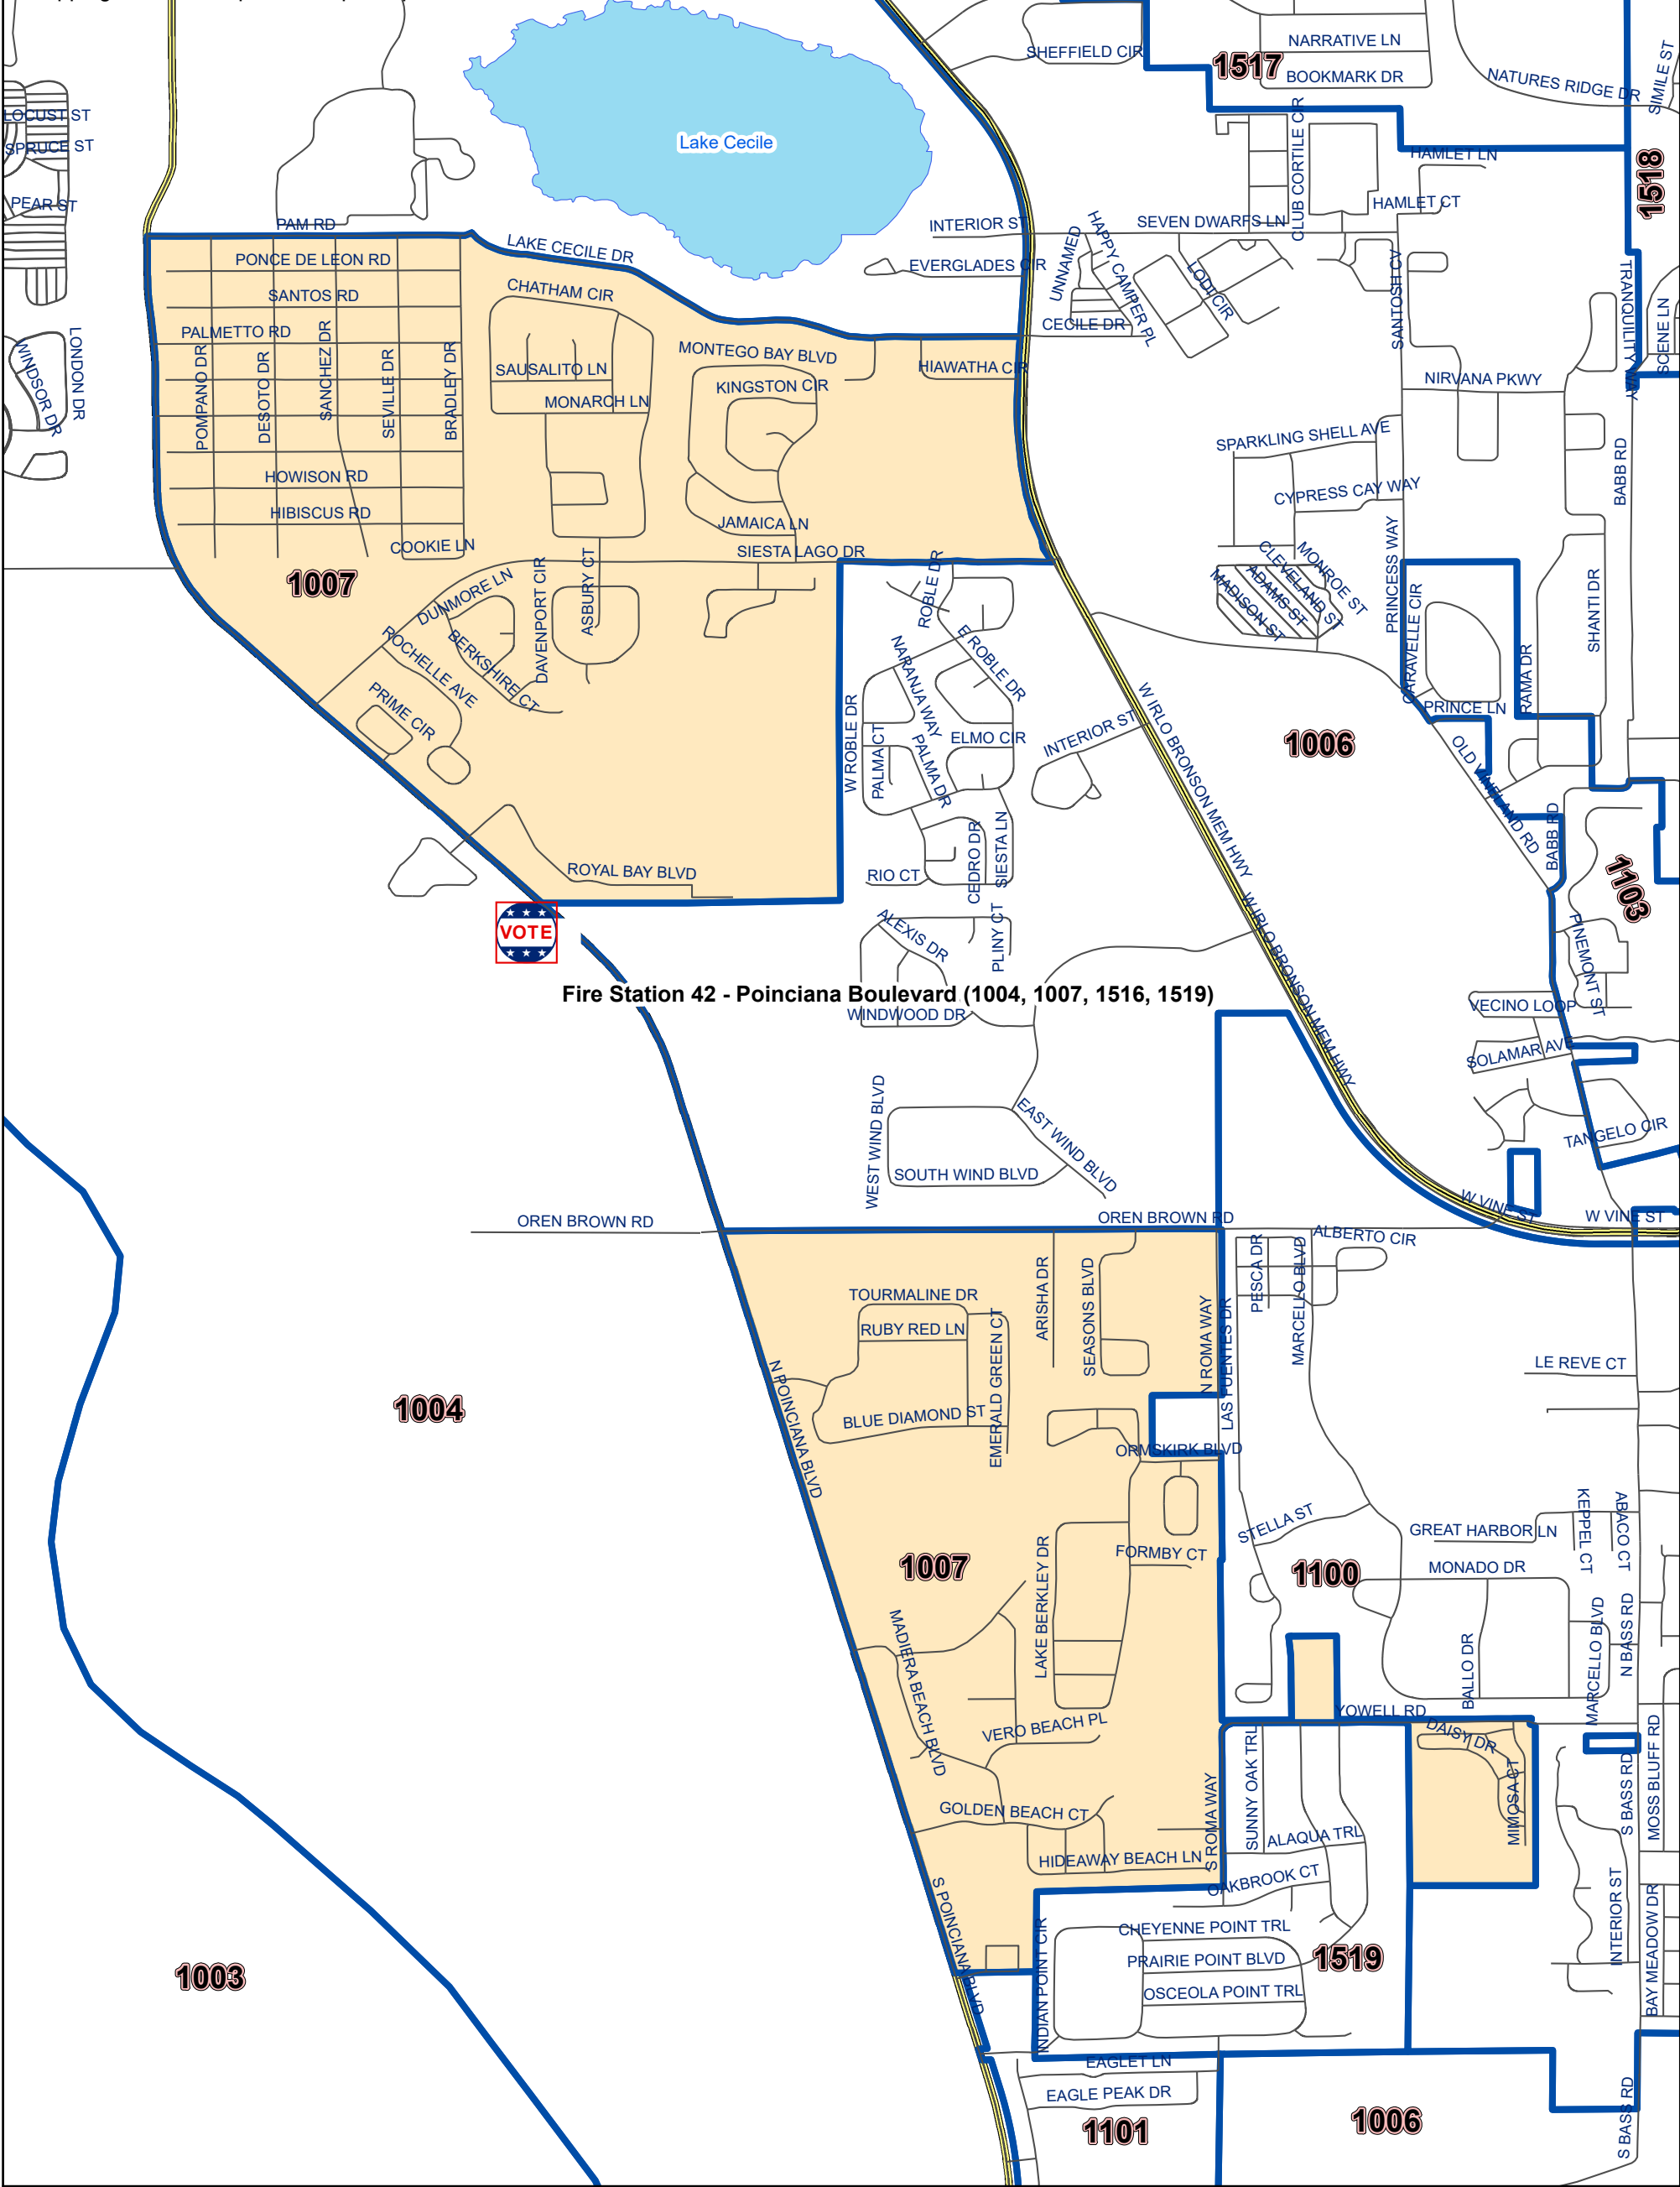 SHEFFIELD CIR
1517
NARRATIVE LN
BOOKMARK DR
NATURES RIDGE DR
SIMILE ST
LOCUST ST
SPRUCE ST
PEAR ST
Lake Cecile
CLUB CORTILE CIR
HAMLET LN
HAMLET CT
1518
PAM RD
INTERIOR ST
SEVEN DWARFS LN
LAKE CECILE DR
EVERGLADES CIR
UNNAMED
HAPPY CAMPER PL
LODI CIR
CECILE DR
SANTOSH CV
TRANQUILITY WAY
SCENE LN
PONCE DE LEON RD
SANTOS RD
PALMETTO RD
CHATHAM CIR
LONDON DR
WINDSOR DR
POMPANO DR
DESOTO DR
SANCHEZ DR
SEVILLE DR
BRADLEY DR
SAUSALITO LN
MONARCH LN
MONTEGO BAY BLVD
KINGSTON CIR
HIAWATHA CIR
NIRVANA PKWY
SPARKLING SHELL AVE
CYPRESS CAY WAY
BABB RD
HOWISON RD
HIBISCUS RD
COOKIE LN
JAMAICA LN
SIESTA LAGO DR
1007
DUNMORE LN
ROCHELLE AVE
BERKSHIRE CT
DAVENPORT CIR
ASBURY CT
PRIME CIR
ROBLE DR
E ROBLE DR
NARANJA WAY
W ROBLE DR
PALMA CT
PALMA DR
ELMO CIR
INTERIOR ST
MONROE ST
CLEVELAND ST
ADAMS ST
MADISON ST
PRINCESS WAY
CARAVELLE CIR
PRINCE LN
RAMA DR
SHANTI DR
1006
W IRLO BRONSON MEM HWY
OLD VINELAND RD
BABB RD
1103
ROYAL BAY BLVD
RIO CT
CEDRO DR
SIESTA LN
VOTE
ALEXIS DR
PLINY CT
W IRLO BRONSON MEM HWY
PINEMONT ST
Fire Station 42 - Poinciana Boulevard (1004, 1007, 1516, 1519)
WINDWOOD DR
VECINO LOOP
SOLAMAR AVE
TANGELO CIR
WEST WIND BLVD
EAST WIND BLVD
SOUTH WIND BLVD
OREN BROWN RD
OREN BROWN RD
W VINE ST
W VINE ST
ALBERTO CIR
PESCA DR
MARCELLO BLVD
TOURMALINE DR
RUBY RED LN
ARISHA DR
SEASONS BLVD
N ROMA WAY
LAS FUENTES DR
EMERALD GREEN CT
BLUE DIAMOND ST
N POINCIANA BLVD
LE REVE CT
1004
ORMSKIRK BLVD
STELLA ST
GREAT HARBOR LN
KEPPEL CT
ABACO CT
1007
LAKE BERKLEY DR
FORMBY CT
1100
MONADO DR
MADIERA BEACH BLVD
BALLO DR
MARCELLO BLVD
N BASS RD
YOWELL RD
VERO BEACH PL
DAISY DR
MIMOSA CT
GOLDEN BEACH CT
S ROMA WAY
SUNNY OAK TRL
ALAQUA TRL
S BASS RD
MOSS BLUFF RD
HIDEAWAY BEACH LN
OAKBROOK CT
S POINCIANA BLVD
INDIAN POINT CIR
CHEYENNE POINT TRL
PRAIRIE POINT BLVD
OSCEOLA POINT TRL
1519
INTERIOR ST
BAY MEADOW DR
1003
EAGLET LN
EAGLE PEAK DR
1101
1006
S BASS RD